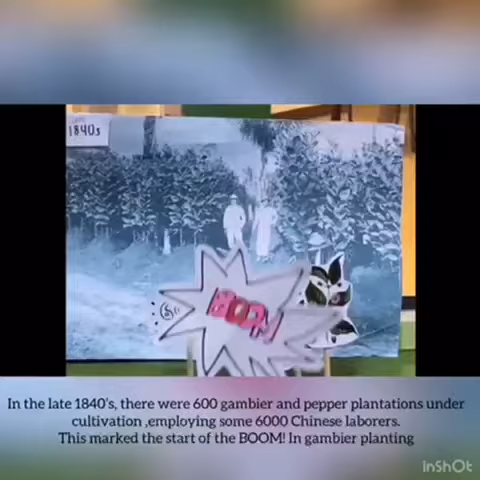 1840s
BOOM
In the late 1840's, there were 600 gambier and pepper plantations under
cultivation ,employing some 6000 Chinese laborers.
This marked the start of the BOOM! In gambier planting
InShOt